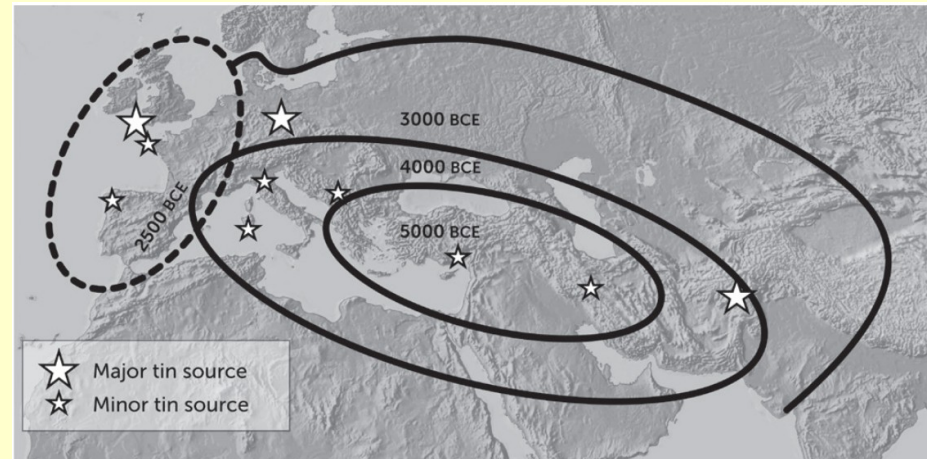 3000 BCE
4000 BCE
5000 BCE
2500 BCE
Major tin source
Minor tin source